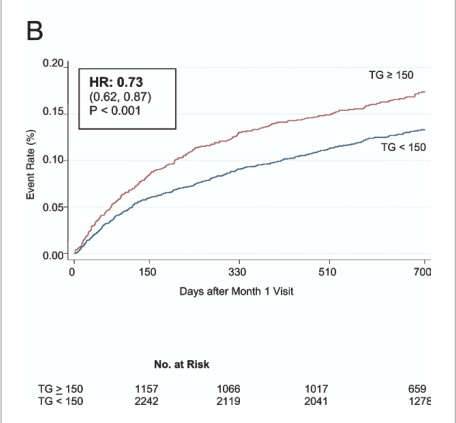 B
0.20
HR: 0.73
(0.62, 0.87)
P < 0.001
TG ≥ 150
0.15
TG < 150
0.10
0.05
0.00
Event Rate (%)
0 150 330 510 700
Days after Month 1 Visit
No. at Risk
TG ≥ 150 1157 1066 1017 659
TG < 150 2242 2119 2041 1278